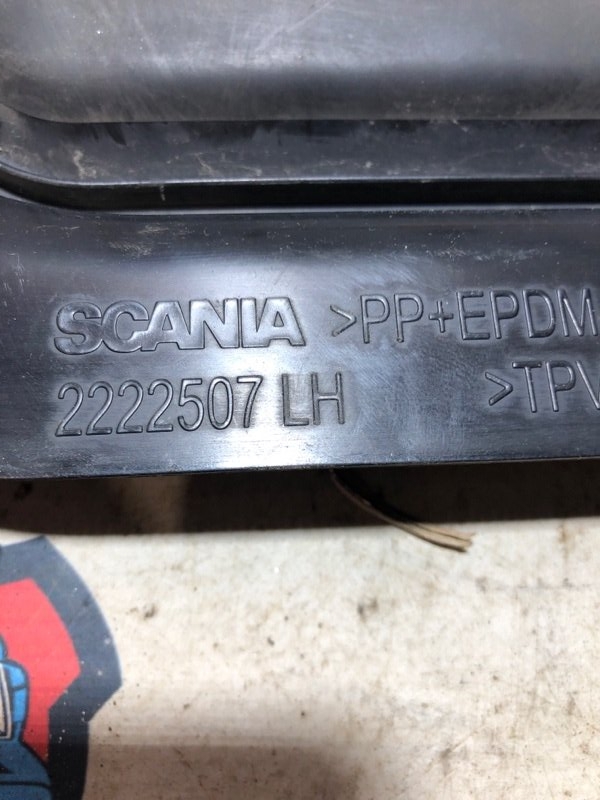 SCANIA >PP+EPDM
2222507 LH >TPV